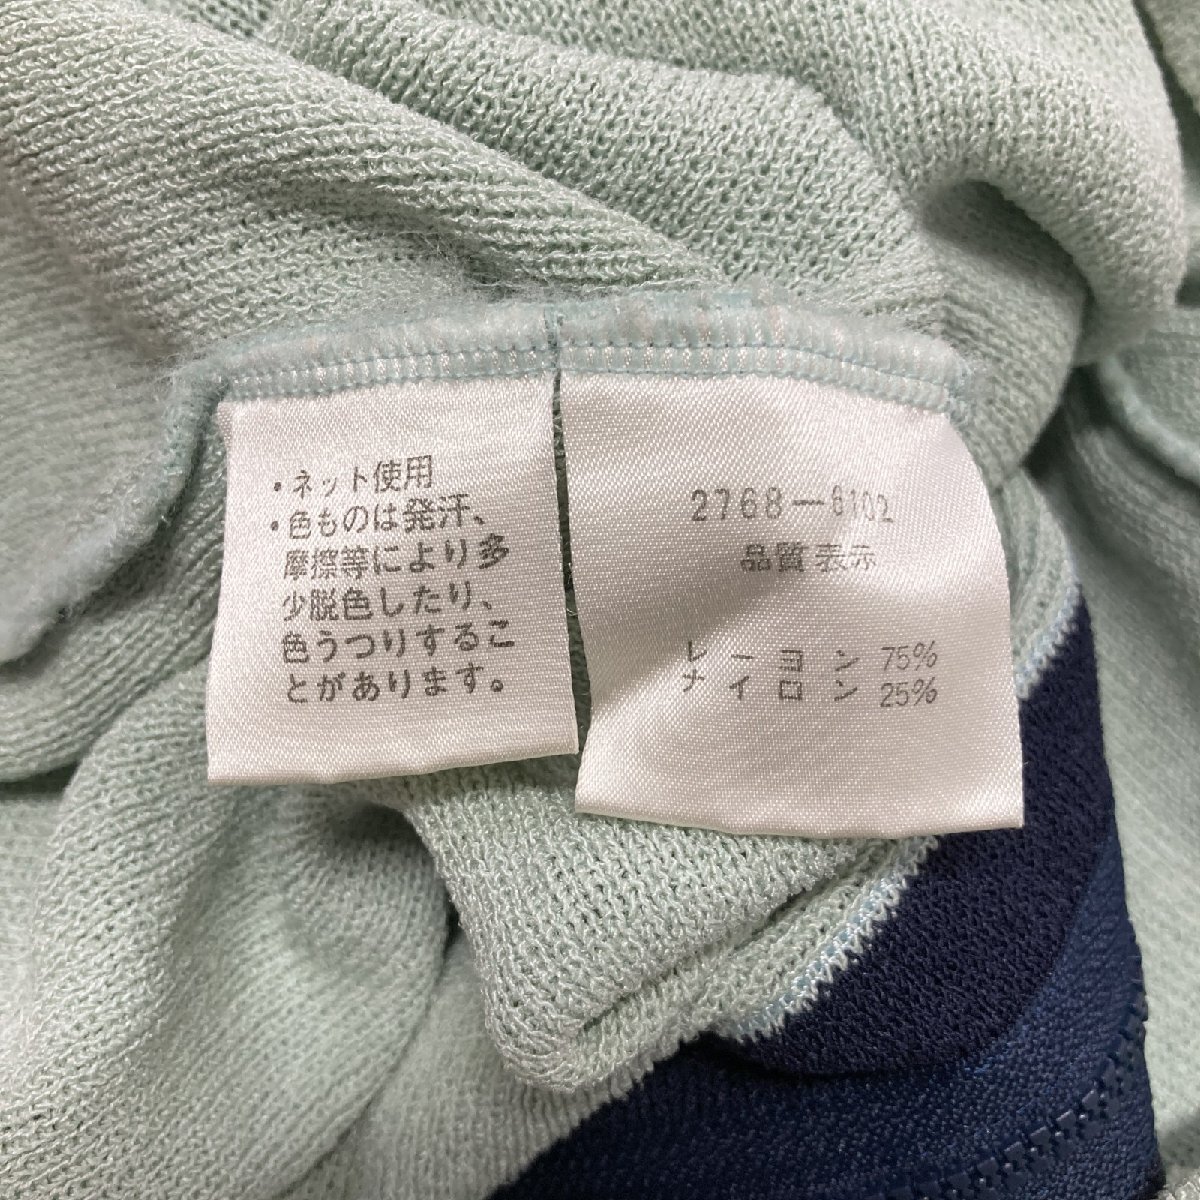 ・ネット使用
・色ものは発汗、
摩擦等により多
少脱色したり、
色うつりするこ
とがあります。
2768-6102
品質表示
レーヨン 75%
ナイロン 25%